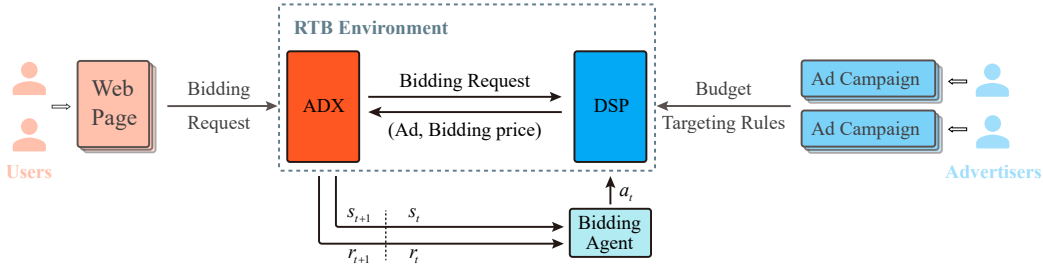 RTB Environment
Users
Web
Page
Bidding
Request
ADX
Bidding Request
(Ad, Bidding price)
DSP
Budget
Targeting Rules
Ad Campaign
Ad Campaign
Advertisers
a_t
s_{t+1} s_t
r_{t+1} r_t
Bidding
Agent